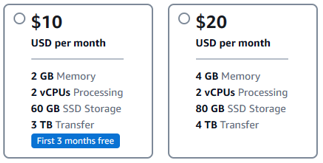 $10
USD per month
2 GB Memory
2 vCPUs Processing
60 GB SSD Storage
3 TB Transfer
First 3 months free
$20
USD per month
4 GB Memory
2 vCPUs Processing
80 GB SSD Storage
4 TB Transfer